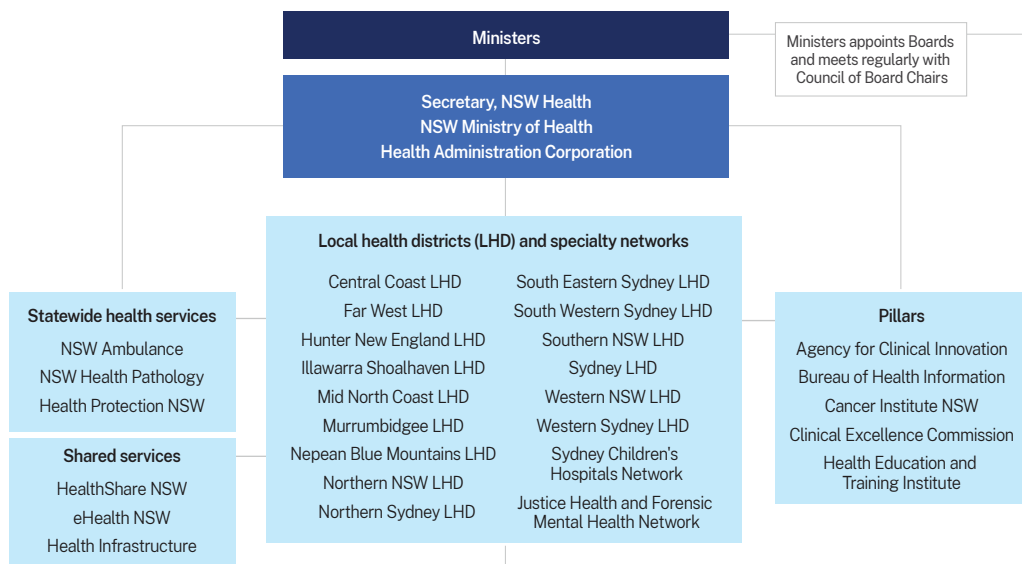 Ministers
Ministers appoints Boards
and meets regularly with
Council of Board Chairs
Secretary, NSW Health
NSW Ministry of Health
Health Administration Corporation
Local health districts (LHD) and specialty networks
Central Coast LHD
Far West LHD
Hunter New England LHD
Illawarra Shoalhaven LHD
Mid North Coast LHD
Murrumbidgee LHD
Nepean Blue Mountains LHD
Northern NSW LHD
Northern Sydney LHD
South Eastern Sydney LHD
South Western Sydney LHD
Southern NSW LHD
Sydney LHD
Western NSW LHD
Western Sydney LHD
Sydney Children's
Hospitals Network
Justice Health and Forensic
Mental Health Network
Statewide health services
NSW Ambulance
NSW Health Pathology
Health Protection NSW
Shared services
HealthShare NSW
eHealth NSW
Health Infrastructure
Pillars
Agency for Clinical Innovation
Bureau of Health Information
Cancer Institute NSW
Clinical Excellence Commission
Health Education and
Training Institute